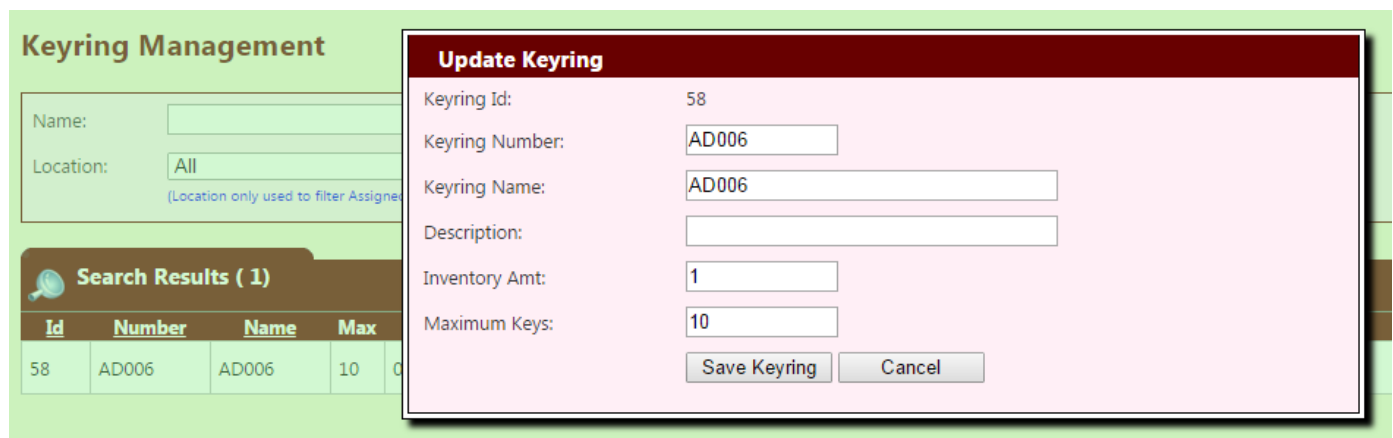 Keyring Management
Name:
Location: All
(Location only used to filter Assigned
Search Results ( 1)
Id Number Name Max
58 AD006 AD006 10 0
Update Keyring
Keyring Id: 58
Keyring Number: AD006
Keyring Name: AD006
Description:
Inventory Amt: 1
Maximum Keys: 10
Save Keyring Cancel